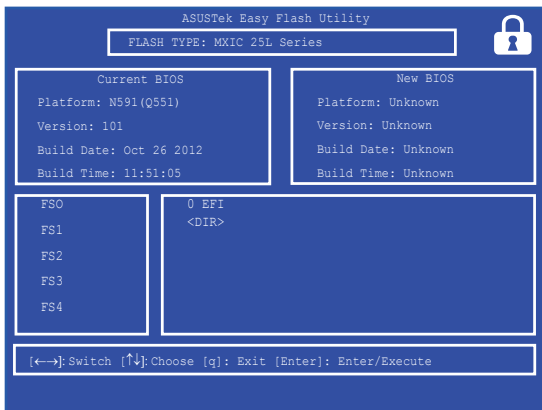 ASUSTek Easy Flash Utility
FLASH TYPE: MXIC 25L Series
Current BIOS
Platform: N591(Q551)
Version: 101
Build Date: Oct 26 2012
Build Time: 11:51:05
New BIOS
Platform: Unknown
Version: Unknown
Build Date: Unknown
Build Time: Unknown
FSO
FS1
FS2
FS3
FS4
0 EFI
<DIR>
[←→]: Switch [↑↓]: Choose [q]: Exit [Enter]: Enter/Execute